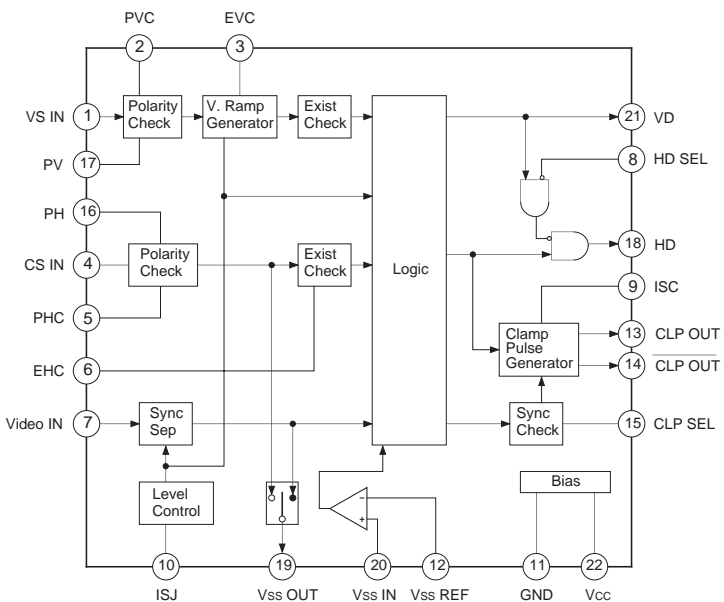 PVC
EVC
2
3
VS IN
1
Polarity
Check
V. Ramp
Generator
Exist
Check
21
VD
PV
17
8
HD SEL
PH
16
CS IN
4
Polarity
Check
Exist
Check
Logic
18
HD
9
ISC
PHC
5
Clamp
Pulse
Generator
13
CLP OUT
14
CLP OUT
EHC
6
Video IN
7
Sync
Sep
Sync
Check
15
CLP SEL
Level
Control
Bias
−
+
10
19
20
12
11
22
ISJ
VSS OUT
VSS IN
VSS REF
GND
VCC